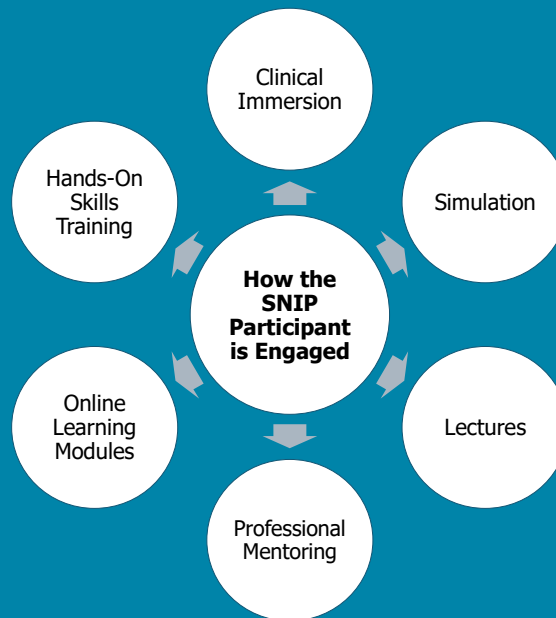 Clinical
Immersion
Hands-On
Skills
Training
Simulation
How the
SNIP
Participant
is Engaged
Online
Learning
Modules
Lectures
Professional
Mentoring